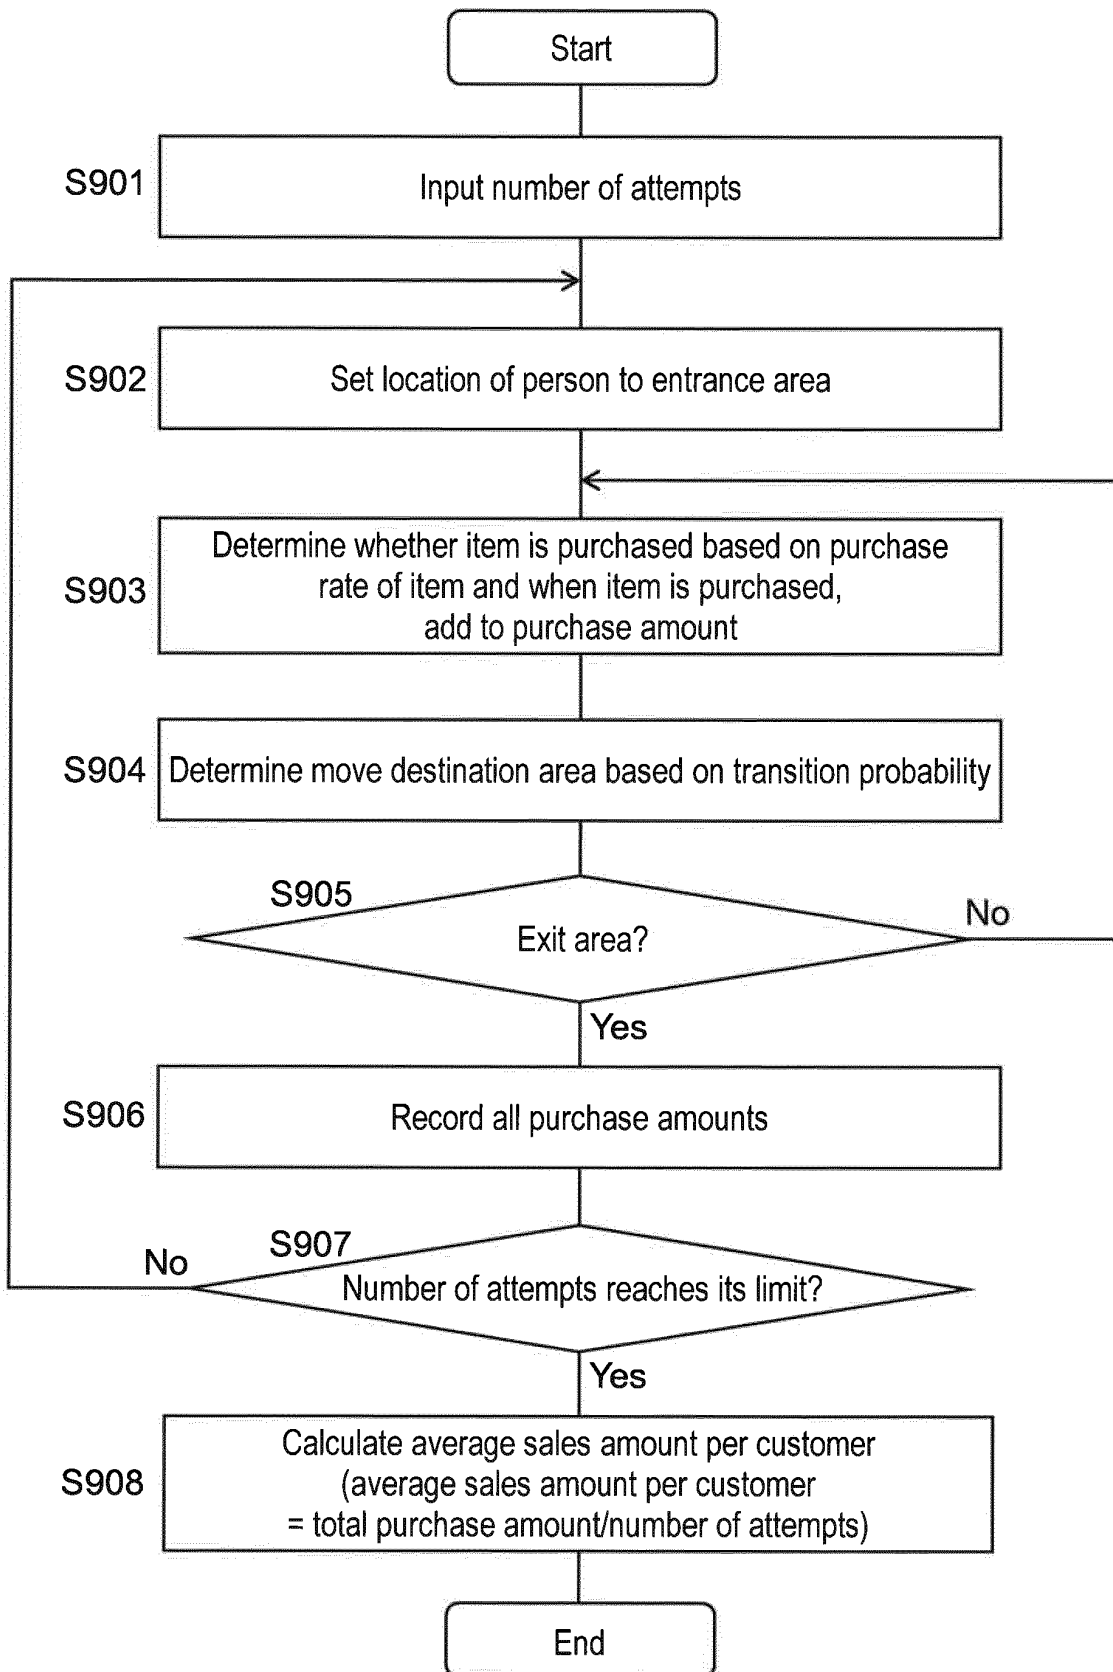 Start
S901
Input number of attempts
S902
Set location of person to entrance area
S903
Determine whether item is purchased based on purchase
rate of item and when item is purchased,
add to purchase amount
S904
Determine move destination area based on transition probability
S905
Exit area?
No
Yes
S906
Record all purchase amounts
S907
No
Number of attempts reaches its limit?
Yes
S908
Calculate average sales amount per customer
(average sales amount per customer
= total purchase amount/number of attempts)
End